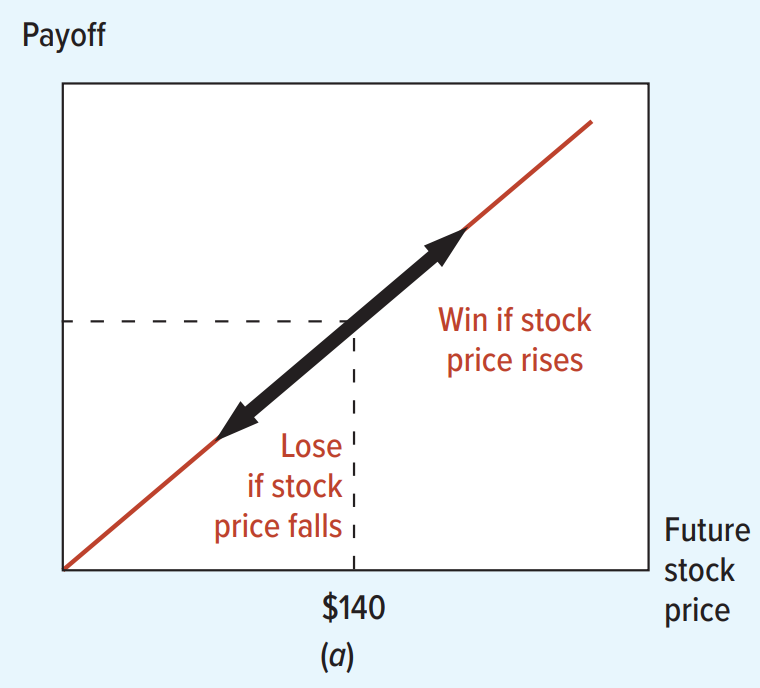 Payoff
Win if stock
price rises
Lose
if stock
price falls
Future
stock
price
$140
(a)